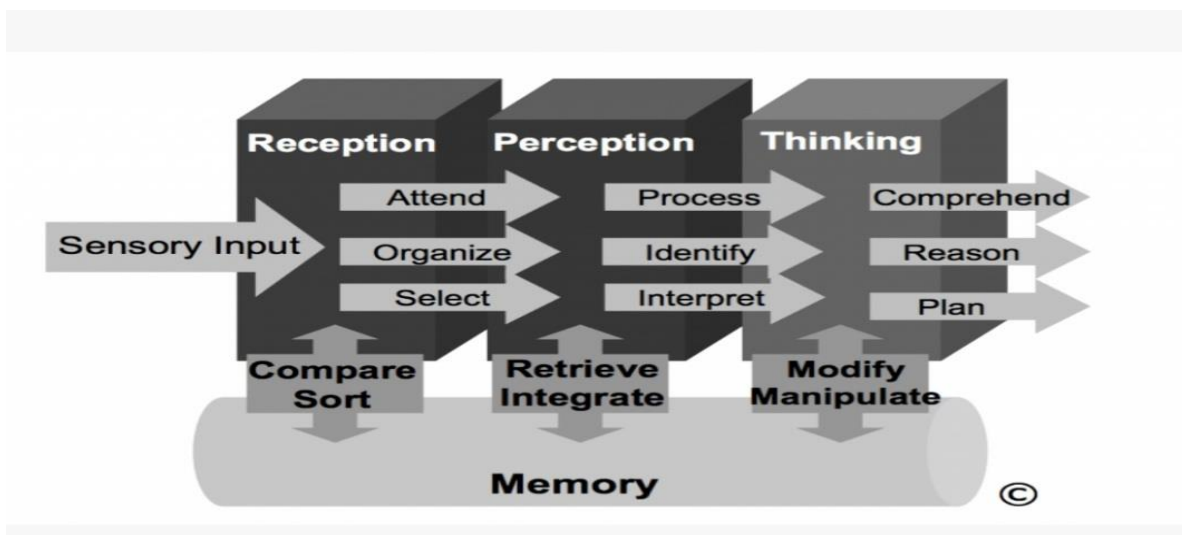 Reception
Perception
Thinking
Sensory Input
Attend
Organize
Select
Process
Identify
Interpret
Comprehend
Reason
Plan
Compare
Sort
Retrieve
Integrate
Modify
Manipulate
Memory
©